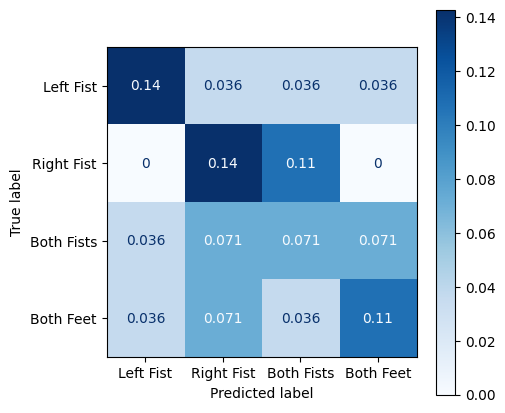 True label
Left Fist 0.14 0.036 0.036 0.036
Right Fist 0 0.14 0.11 0
Both Fists 0.036 0.071 0.071 0.071
Both Feet 0.036 0.071 0.036 0.11
Left Fist Right Fist Both Fists Both Feet
Predicted label
0.14
0.12
0.10
0.08
0.06
0.04
0.02
0.00